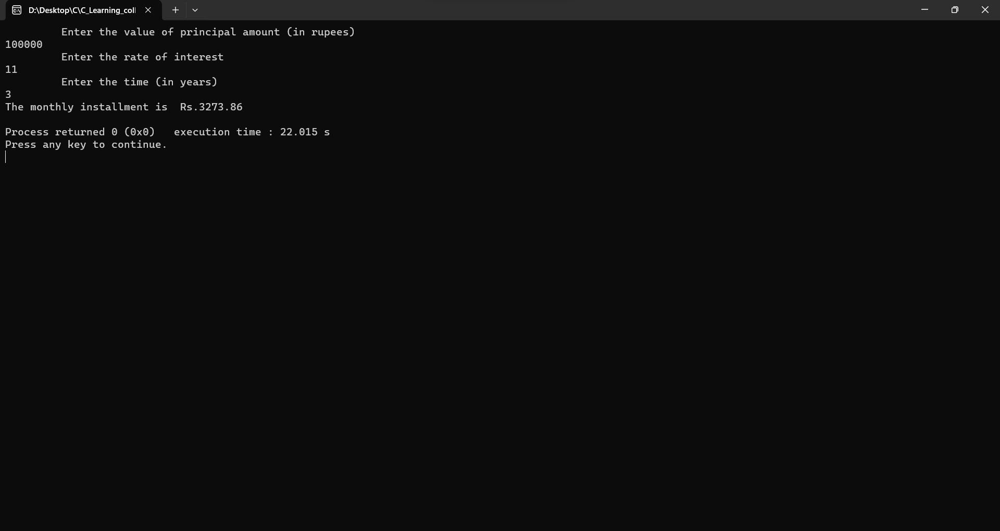 D:\Desktop\C\C_Learning_coll
Enter the value of principal amount (in rupees)
100000
Enter the rate of interest
11
Enter the time (in years)
3
The monthly installment is  Rs.3273.86
Process returned 0 (0x0)   execution time : 22.015 s
Press any key to continue.